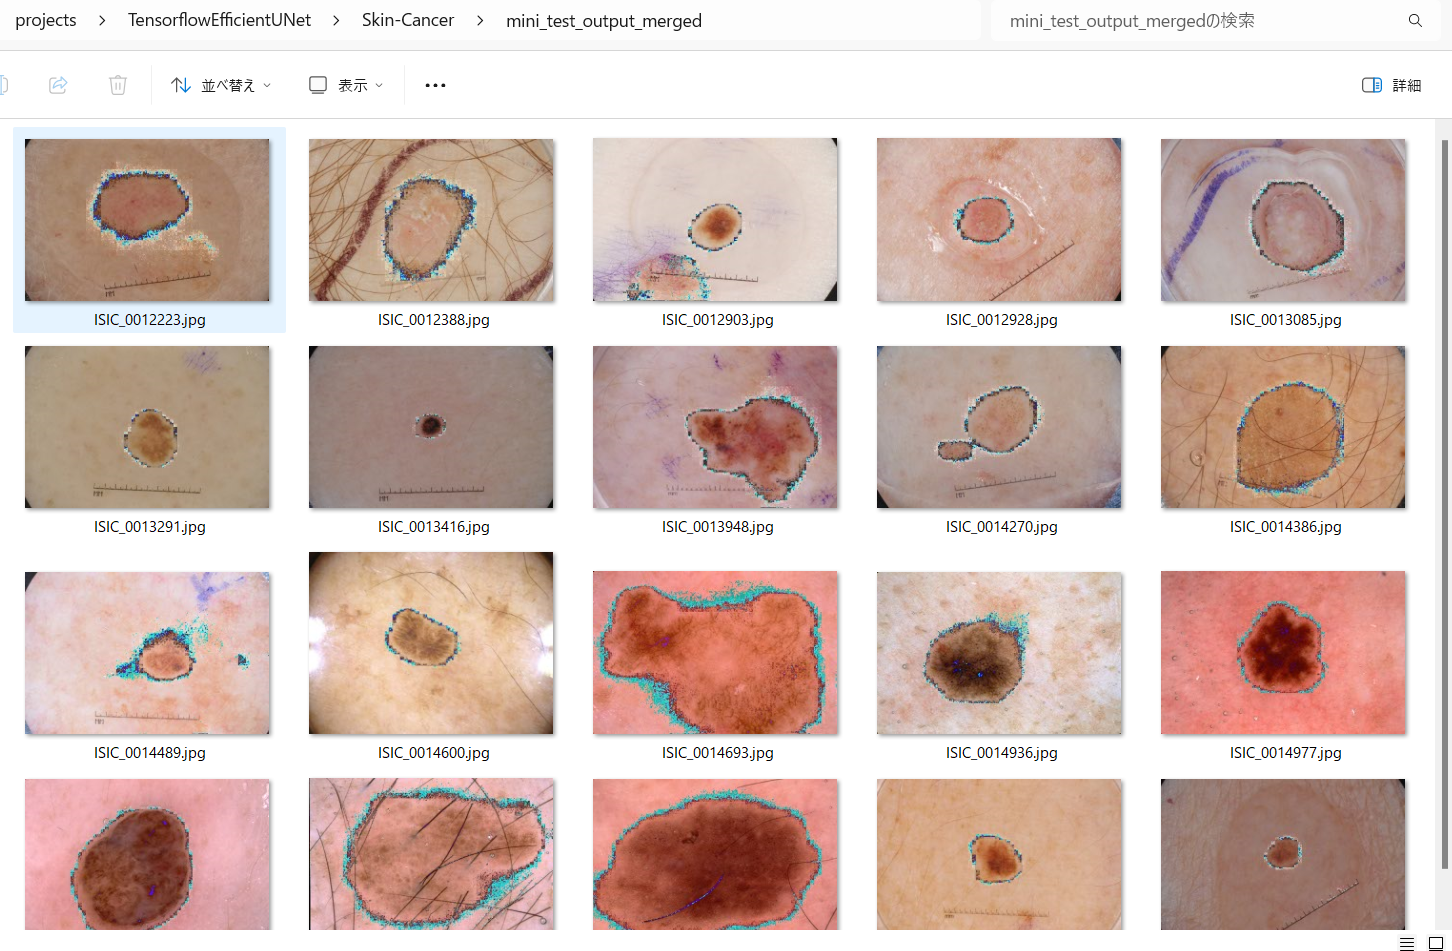 projects > TensorflowEfficientUNet > Skin-Cancer > mini_test_output_merged
mini_test_output_mergedの検索
並べ替え
表示
詳細
ISIC_0012223.jpg
ISIC_0012388.jpg
ISIC_0012903.jpg
ISIC_0012928.jpg
ISIC_0013085.jpg
ISIC_0013291.jpg
ISIC_0013416.jpg
ISIC_0013948.jpg
ISIC_0014270.jpg
ISIC_0014386.jpg
ISIC_0014489.jpg
ISIC_0014600.jpg
ISIC_0014693.jpg
ISIC_0014936.jpg
ISIC_0014977.jpg